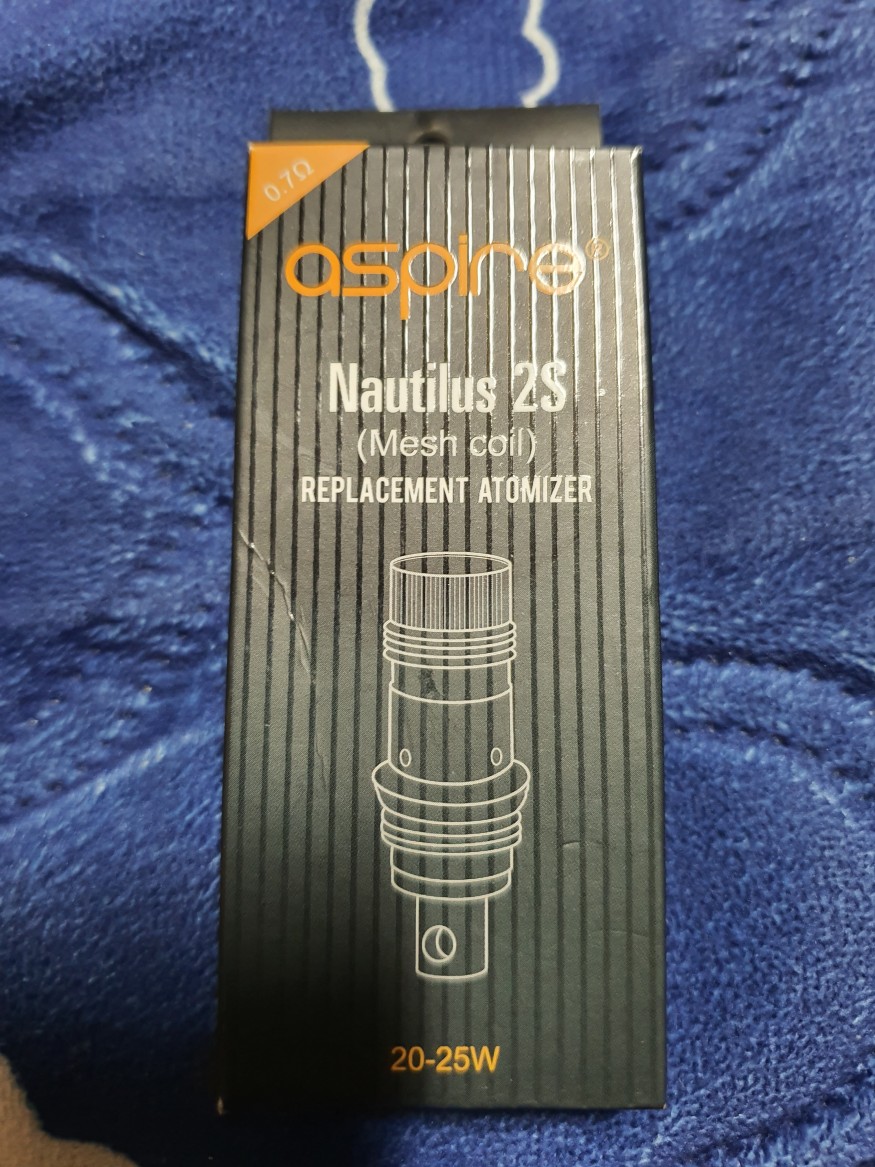 0.7Ω
aspire®
Nautilus 2S
(Mesh coil)
REPLACEMENT ATOMIZER
20-25W